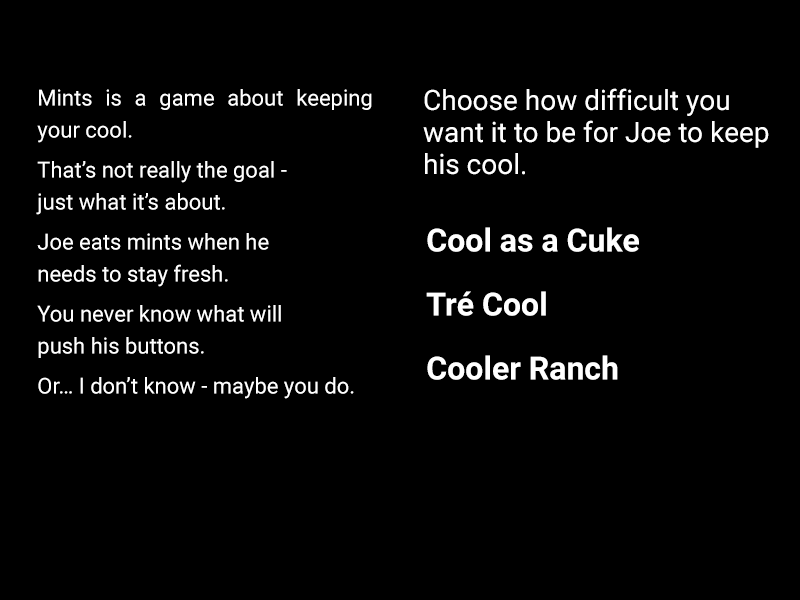 Mints is a game about keeping
your cool.
That’s not really the goal -
just what it’s about.
Joe eats mints when he
needs to stay fresh.
You never know what will
push his buttons.
Or… I don’t know - maybe you do.
Choose how difficult you
want it to be for Joe to keep
his cool.
Cool as a Cuke
Tré Cool
Cooler Ranch